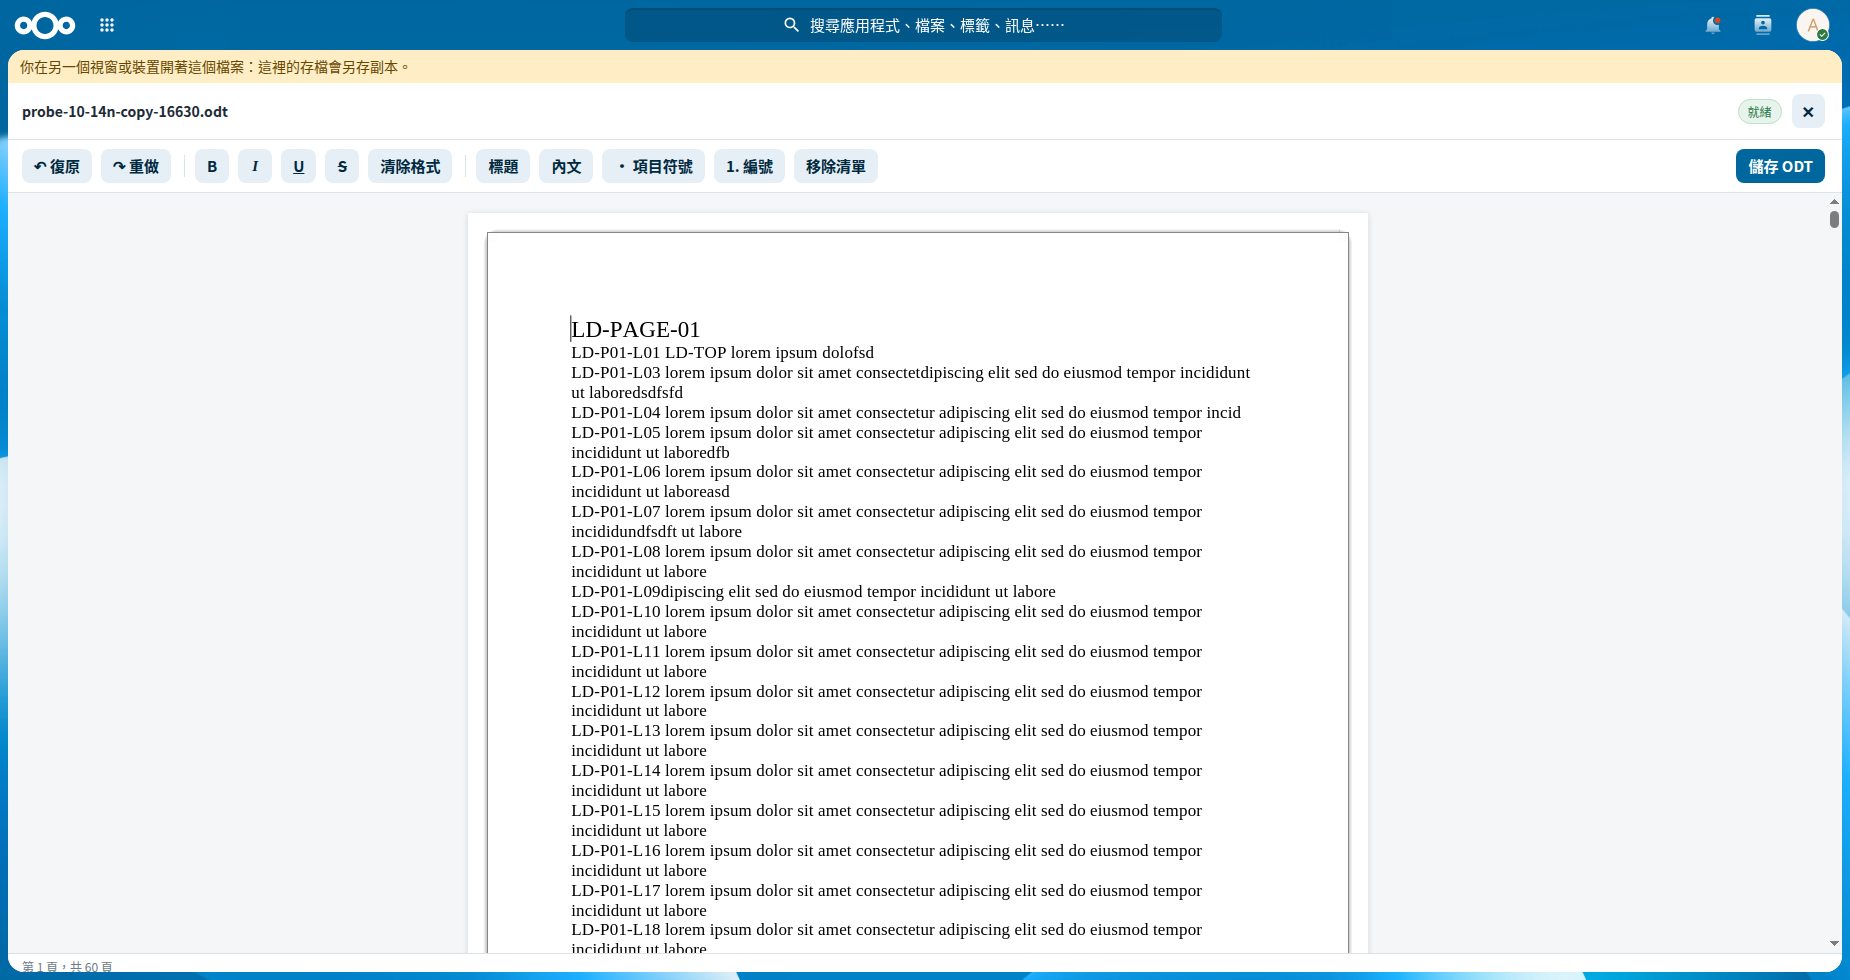 搜尋應用程式、檔案、標籤、訊息……
A
你在另一個視窗或裝置開著這個檔案：這裡的存檔會另存副本。
probe-10-14n-copy-16630.odt
就緒
×
↶ 復原 ↷ 重做 B I U S 清除格式 標題 內文 ・ 項目符號 1. 編號 移除清單 儲存 ODT
LD-PAGE-01
LD-P01-L01 LD-TOP lorem ipsum dolofsd
LD-P01-L03 lorem ipsum dolor sit amet consectetdipiscing elit sed do eiusmod tempor incididunt
ut laboredsdfsfd
LD-P01-L04 lorem ipsum dolor sit amet consectetur adipiscing elit sed do eiusmod tempor incid
LD-P01-L05 lorem ipsum dolor sit amet consectetur adipiscing elit sed do eiusmod tempor
incididunt ut laboredfb
LD-P01-L06 lorem ipsum dolor sit amet consectetur adipiscing elit sed do eiusmod tempor
incididunt ut laboreasd
LD-P01-L07 lorem ipsum dolor sit amet consectetur adipiscing elit sed do eiusmod tempor
incididundfsdft ut labore
LD-P01-L08 lorem ipsum dolor sit amet consectetur adipiscing elit sed do eiusmod tempor
incididunt ut labore
LD-P01-L09dipiscing elit sed do eiusmod tempor incididunt ut labore
LD-P01-L10 lorem ipsum dolor sit amet consectetur adipiscing elit sed do eiusmod tempor
incididunt ut labore
LD-P01-L11 lorem ipsum dolor sit amet consectetur adipiscing elit sed do eiusmod tempor
incididunt ut labore
LD-P01-L12 lorem ipsum dolor sit amet consectetur adipiscing elit sed do eiusmod tempor
incididunt ut labore
LD-P01-L13 lorem ipsum dolor sit amet consectetur adipiscing elit sed do eiusmod tempor
incididunt ut labore
LD-P01-L14 lorem ipsum dolor sit amet consectetur adipiscing elit sed do eiusmod tempor
incididunt ut labore
LD-P01-L15 lorem ipsum dolor sit amet consectetur adipiscing elit sed do eiusmod tempor
incididunt ut labore
LD-P01-L16 lorem ipsum dolor sit amet consectetur adipiscing elit sed do eiusmod tempor
incididunt ut labore
LD-P01-L17 lorem ipsum dolor sit amet consectetur adipiscing elit sed do eiusmod tempor
incididunt ut labore
LD-P01-L18 lorem ipsum dolor sit amet consectetur adipiscing elit sed do eiusmod tempor
incididunt ut labore
第 1 頁，共 60 頁